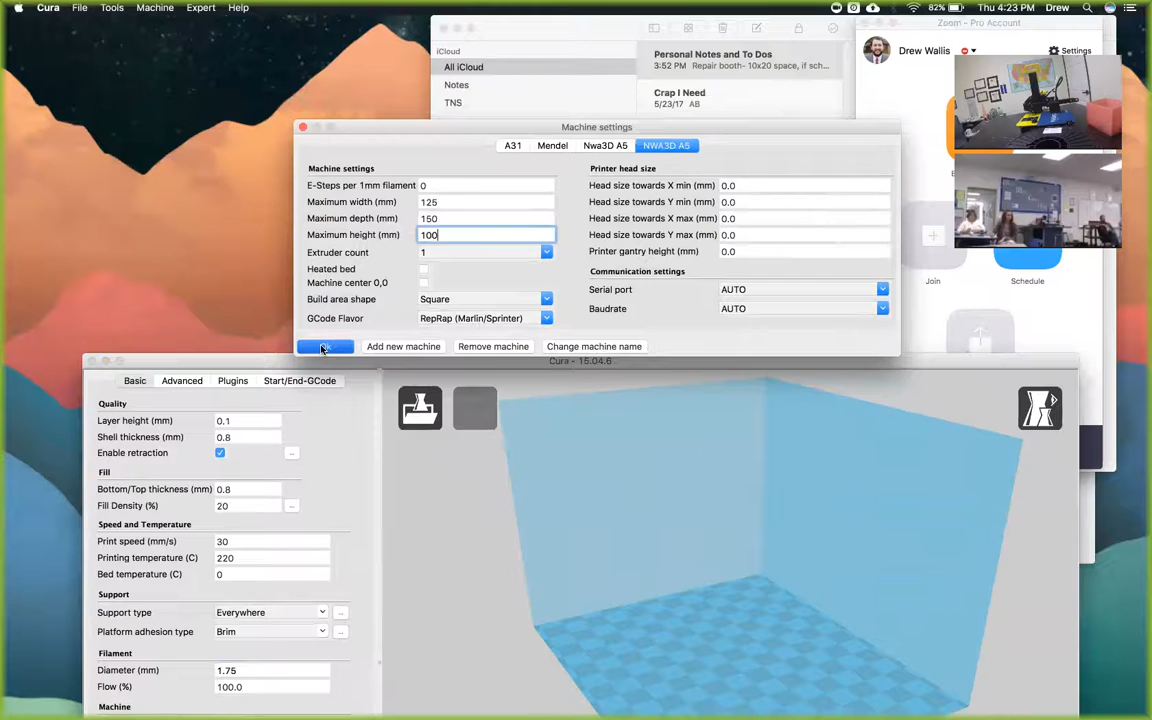 Cura File Tools Machine Expert Help
82% Thu 4:23 PM Drew
Zoom - Pro Account
iCloud
All iCloud
Notes
TNS
Personal Notes and To Dos
3:52 PM Repair booth- 10x20 space, if sch...
Crap I Need
5/23/17 AB
Drew Wallis
Settings
Join
Schedule
Machine settings
A31 Mendel Nwa3D A5 NWA3D A5
Machine settings
E-Steps per 1mm filament 0
Maximum width (mm) 125
Maximum depth (mm) 150
Maximum height (mm) 100
Extruder count 1
Heated bed
Machine center 0,0
Build area shape Square
GCode Flavor RepRap (Marlin/Sprinter)
Printer head size
Head size towards X min (mm) 0.0
Head size towards Y min (mm) 0.0
Head size towards X max (mm) 0.0
Head size towards Y max (mm) 0.0
Printer gantry height (mm) 0.0
Communication settings
Serial port AUTO
Baudrate AUTO
Ok Add new machine Remove machine Change machine name
Cura - 15.04.6
Basic Advanced Plugins Start/End-GCode
Quality
Layer height (mm) 0.1
Shell thickness (mm) 0.8
Enable retraction ..
Fill
Bottom/Top thickness (mm) 0.8
Fill Density (%) 20 ..
Speed and Temperature
Print speed (mm/s) 30
Printing temperature (C) 220
Bed temperature (C) 0
Support
Support type Everywhere ..
Platform adhesion type Brim ..
Filament
Diameter (mm) 1.75
Flow (%) 100.0
Machine